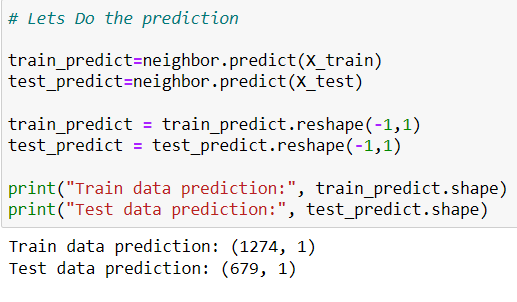 # Lets Do the prediction
train_predict=neighbor.predict(X_train)
test_predict=neighbor.predict(X_test)
train_predict = train_predict.reshape(-1,1)
test_predict = test_predict.reshape(-1,1)
print("Train data prediction:", train_predict.shape)
print("Test data prediction:", test_predict.shape)
Train data prediction: (1274, 1)
Test data prediction: (679, 1)